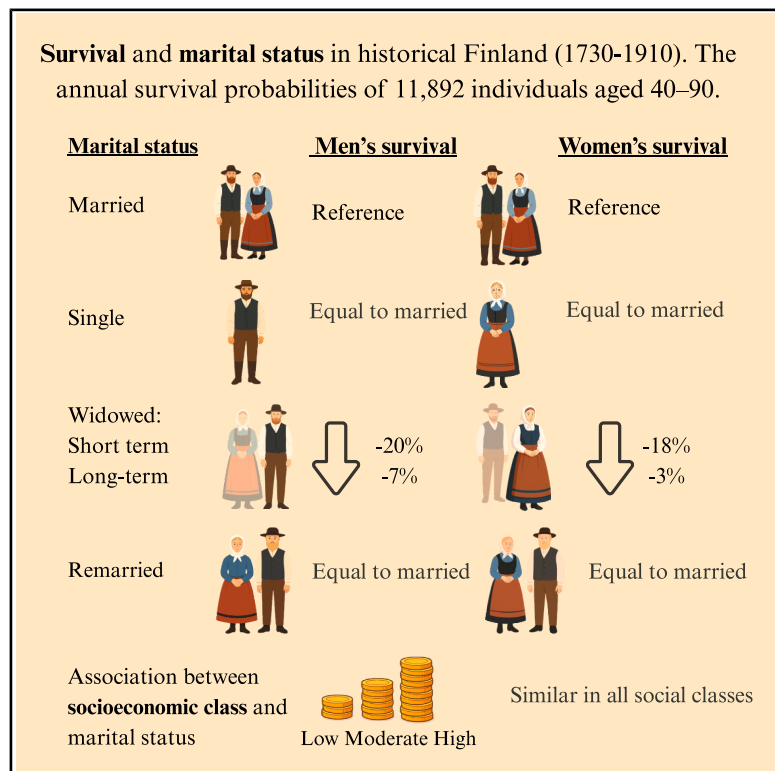 Survival and marital status in historical Finland (1730-1910). The
annual survival probabilities of 11,892 individuals aged 40–90.
Marital status Men's survival Women's survival
Married Reference Reference
Single Equal to married Equal to married
Widowed:
Short term -20% -18%
Long-term -7% -3%
Remarried Equal to married Equal to married
Association between
socioeconomic class and Similar in all social classes
marital status Low Moderate High